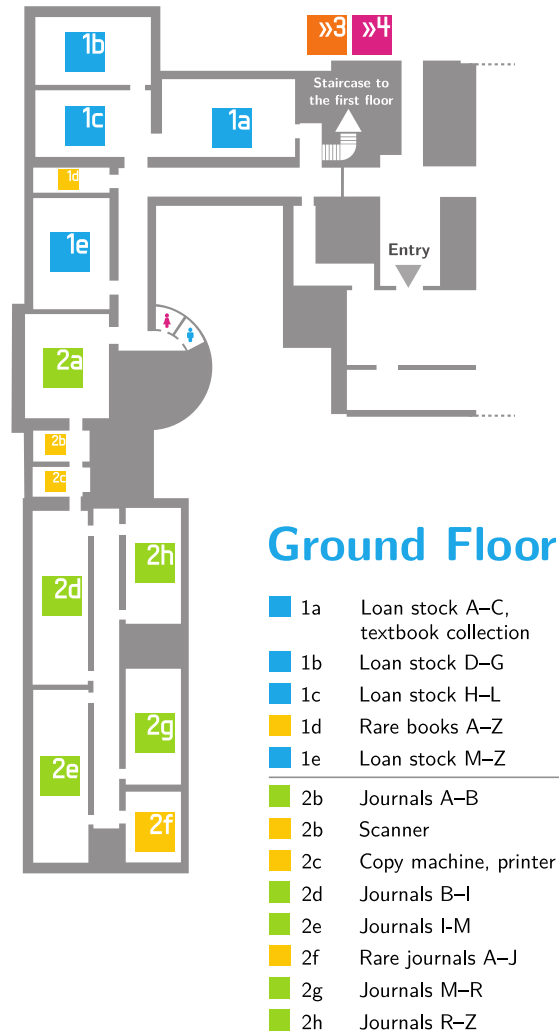 »3 »4
1b
Staircase to
the first floor
1c
1a
1d
1e
Entry
2a
2b
2c
2h
2d
2g
2e
2f
Ground Floor
1a Loan stock A–C,
textbook collection
1b Loan stock D–G
1c Loan stock H–L
1d Rare books A–Z
1e Loan stock M–Z
2b Journals A–B
2b Scanner
2c Copy machine, printer
2d Journals B–I
2e Journals I-M
2f Rare journals A–J
2g Journals M–R
2h Journals R–Z